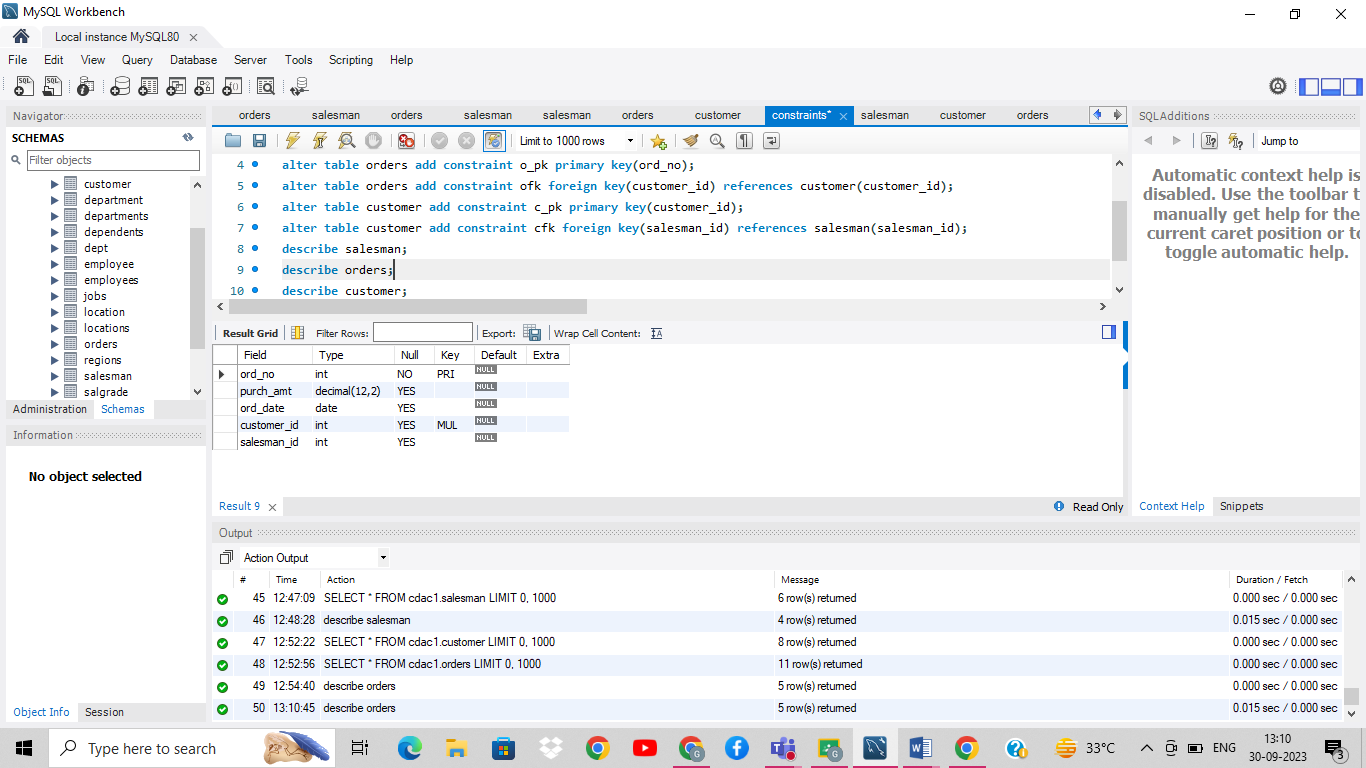 MySQL Workbench
Local instance MySQL80
File Edit View Query Database Server Tools Scripting Help
Navigator
SCHEMAS
Filter objects
customer
department
departments
dependents
dept
employee
employees
jobs
location
locations
orders
regions
salesman
salgrade
Administration Schemas
Information
No object selected
Object Info Session
orders salesman orders salesman salesman orders customer constraints* salesman customer orders
Limit to 1000 rows
4 alter table orders add constraint o_pk primary key(ord_no);
5 alter table orders add constraint ofk foreign key(customer_id) references customer(customer_id);
6 alter table customer add constraint c_pk primary key(customer_id);
7 alter table customer add constraint cfk foreign key(salesman_id) references salesman(salesman_id);
8 describe salesman;
9 describe orders;
10 describe customer;
Result Grid Filter Rows: Export: Wrap Cell Content:
Field Type Null Key Default Extra
ord_no int NO PRI NULL
purch_amt decimal(12,2) YES NULL
ord_date date YES NULL
customer_id int YES MUL NULL
salesman_id int YES NULL
Result 9
Read Only
SQLAdditions
Jump to
Automatic context help is
disabled. Use the toolbar t
manually get help for the
current caret position or to
toggle automatic help.
Context Help Snippets
Output
Action Output
# Time Action Message Duration / Fetch
45 12:47:09 SELECT * FROM cdac1.salesman LIMIT 0, 1000 6 row(s) returned 0.000 sec / 0.000 sec
46 12:48:28 describe salesman 4 row(s) returned 0.015 sec / 0.000 sec
47 12:52:22 SELECT * FROM cdac1.customer LIMIT 0, 1000 8 row(s) returned 0.000 sec / 0.000 sec
48 12:52:56 SELECT * FROM cdac1.orders LIMIT 0, 1000 11 row(s) returned 0.000 sec / 0.000 sec
49 12:54:40 describe orders 5 row(s) returned 0.000 sec / 0.000 sec
50 13:10:45 describe orders 5 row(s) returned 0.015 sec / 0.000 sec
Type here to search
33°C
ENG
13:10
30-09-2023
3